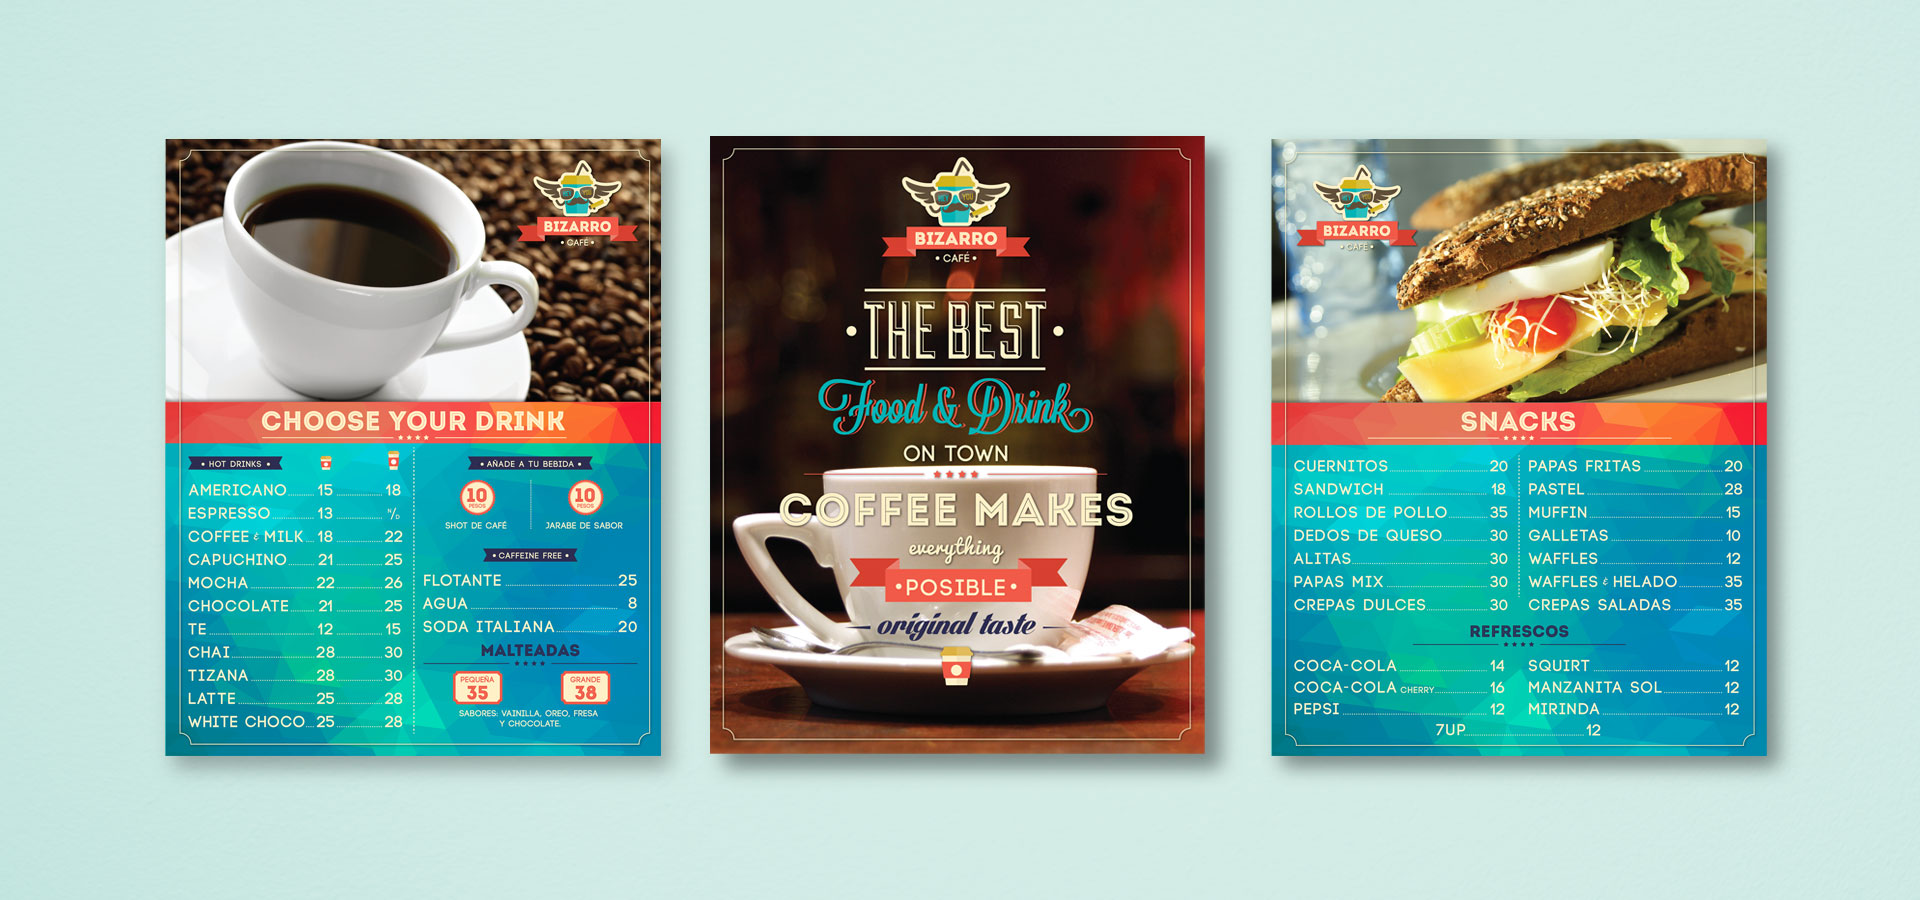 BIZARRO
• CAFÉ •
CHOOSE YOUR DRINK
• HOT DRINKS •
AMERICANO 15 18
ESPRESSO 13 N/D
COFFEE & MILK 18 22
CAPUCHINO 21 25
MOCHA 22 26
CHOCOLATE 21 25
TE 12 15
CHAI 28 30
TIZANA 28 30
LATTE 25 28
WHITE CHOCO 25 28
• AÑADE A TU BEBIDA •
10 10
PESOS PESOS
SHOT DE CAFÉ JARABE DE SABOR
• CAFFEINE FREE •
FLOTANTE 25
AGUA 8
SODA ITALIANA 20
MALTEADAS
PEQUEÑA GRANDE
35 38
SABORES: VAINILLA, OREO, FRESA
Y CHOCOLATE.
HEY YOU
BIZARRO
• CAFÉ •
• THE BEST •
Food & Drink
ON TOWN
COFFEE MAKES
everything
• POSIBLE •
original taste
BIZARRO
• CAFÉ •
SNACKS
CUERNITOS 20
SANDWICH 18
ROLLOS DE POLLO 35
DEDOS DE QUESO 30
ALITAS 30
PAPAS MIX 30
CREPAS DULCES 30
PAPAS FRITAS 20
PASTEL 28
MUFFIN 15
GALLETAS 10
WAFFLES 12
WAFFLES & HELADO 35
CREPAS SALADAS 35
REFRESCOS
COCA-COLA 14
COCA-COLA CHERRY 16
PEPSI 12
SQUIRT 12
MANZANITA SOL 12
MIRINDA 12
7UP 12